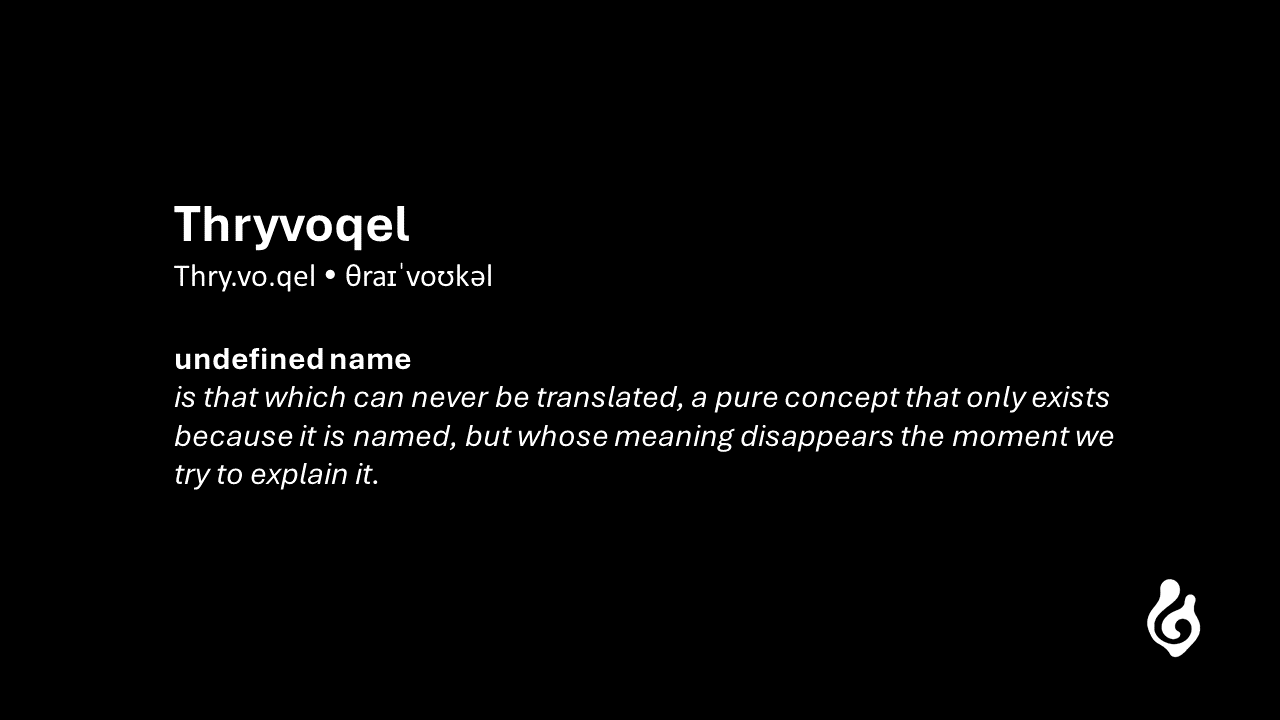 Thryvoqel
Thry.vo.qel • θraɪˈvoʊkəl
undefined name
is that which can never be translated, a pure concept that only exists
because it is named, but whose meaning disappears the moment we
try to explain it.